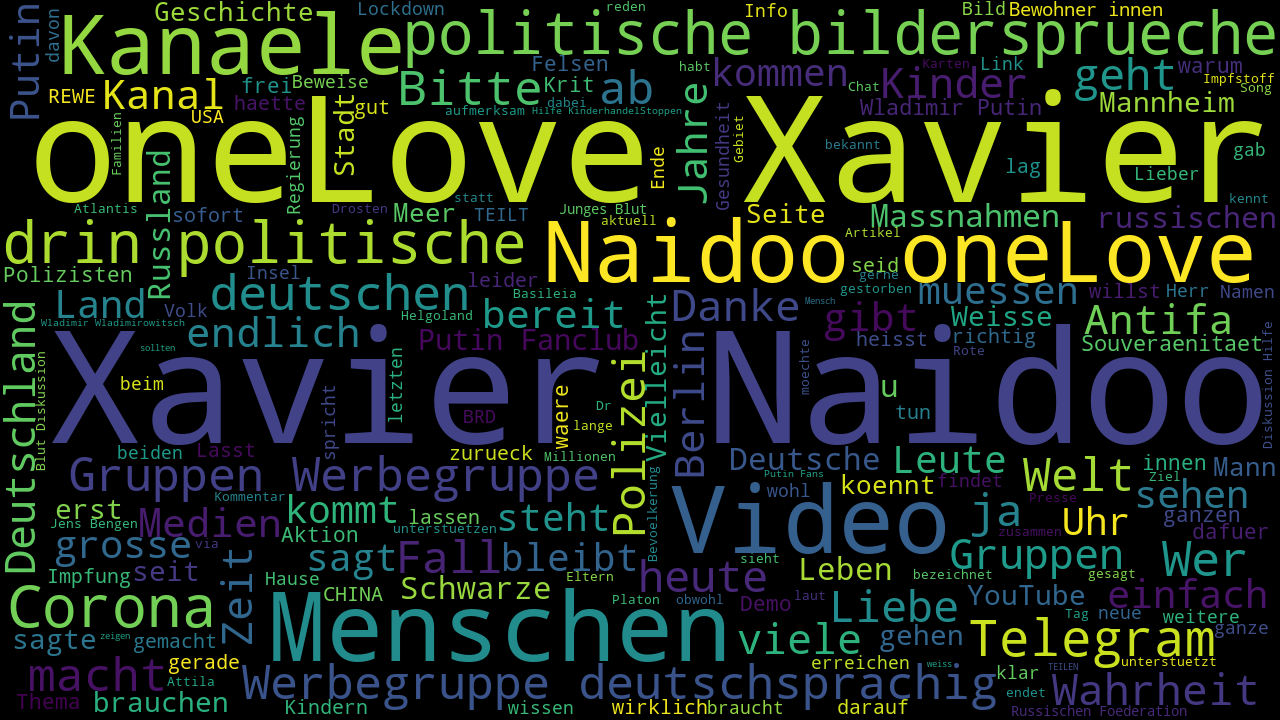 Geschichte
Lockdown
reden
Info
Bild
Bewohner innen
Putin
davon
Kanaele
politische bildersprueche
Felsen
habt
kommen
Karten
Link
warum
REWE
Kanal
frei
Beweise
Bitte
Krit
ab
Chat
Kinder
geht
Impfstoff
Song
USA
haette
gut
aufmerksam
dabei
Hilfe KinderhandelStoppen
Wladimir Putin
Mannheim
oneLove
Xavier
Familien
Regierung
Stadt
Ende
Jahre
Gesundheit
Gebiet
bekannt
lag
gab
Lieber
Atlantis
sofort
Drosten
Meer
statt
TEILT
Junges Blut
aktuell
Seite
Massnahmen
kennt
russischen
Russland
drin politische
Naidoo oneLove
Artikel
seid
gerne
gestorben
Polizisten
Insel
leider
Basileia
muessen
willst
Herr
Namen
Land
Volk
deutschen
Helgoland
bereit
Danke
Mensch
gibt
Weisse
Antifa
Wladimir Wladimirowitsch
endlich
Putin Fanclub
Vielleicht
heisst
richtig
Souveraenitaet
sollten
Rote
Deutschland
Blut Diskussion
Xavier
Naidoo
beim
spricht
letzten
BRD
Dr
waere
lange
Polizei
Berlin
moechte
u
tun
Diskussion Hilfe
beiden
Lasst
zurueck
Millionen
Deutsche
Leute
innen
Mann
Gruppen Werbegruppe
Putin Fans
wohl
koennt
findet
Welt
Ziel
Kommentar
Presse
sehen
erst
Jens Bengen
Medien
kommt
lassen
steht
Bevoelkerung
Video
ja
Uhr
ganzen
Aktion
unterstuetzen
zusammen
dafuer
grosse
via
sagt
Fall
bleibt
sieht
Gruppen
Wer
Impfung
seit
Zeit
Hause
Schwarze
Eltern
heute
Leben
bezeichnet
gesagt
Corona
CHINA
Menschen
Platon
obwohl
Demo
laut
Liebe
YouTube
Tag
neue
einfach
weitere
ganze
sagte
zeigen
gemacht
viele
gehen
Telegram
macht
gerade
Attila
erreichen
weiss
klar
TEILEN
unterstuetzt
Werbegruppe deutschsprachig
endet
Wahrheit
Thema
brauchen
Kindern
wissen
wirklich
braucht
darauf
Russischen Foederation